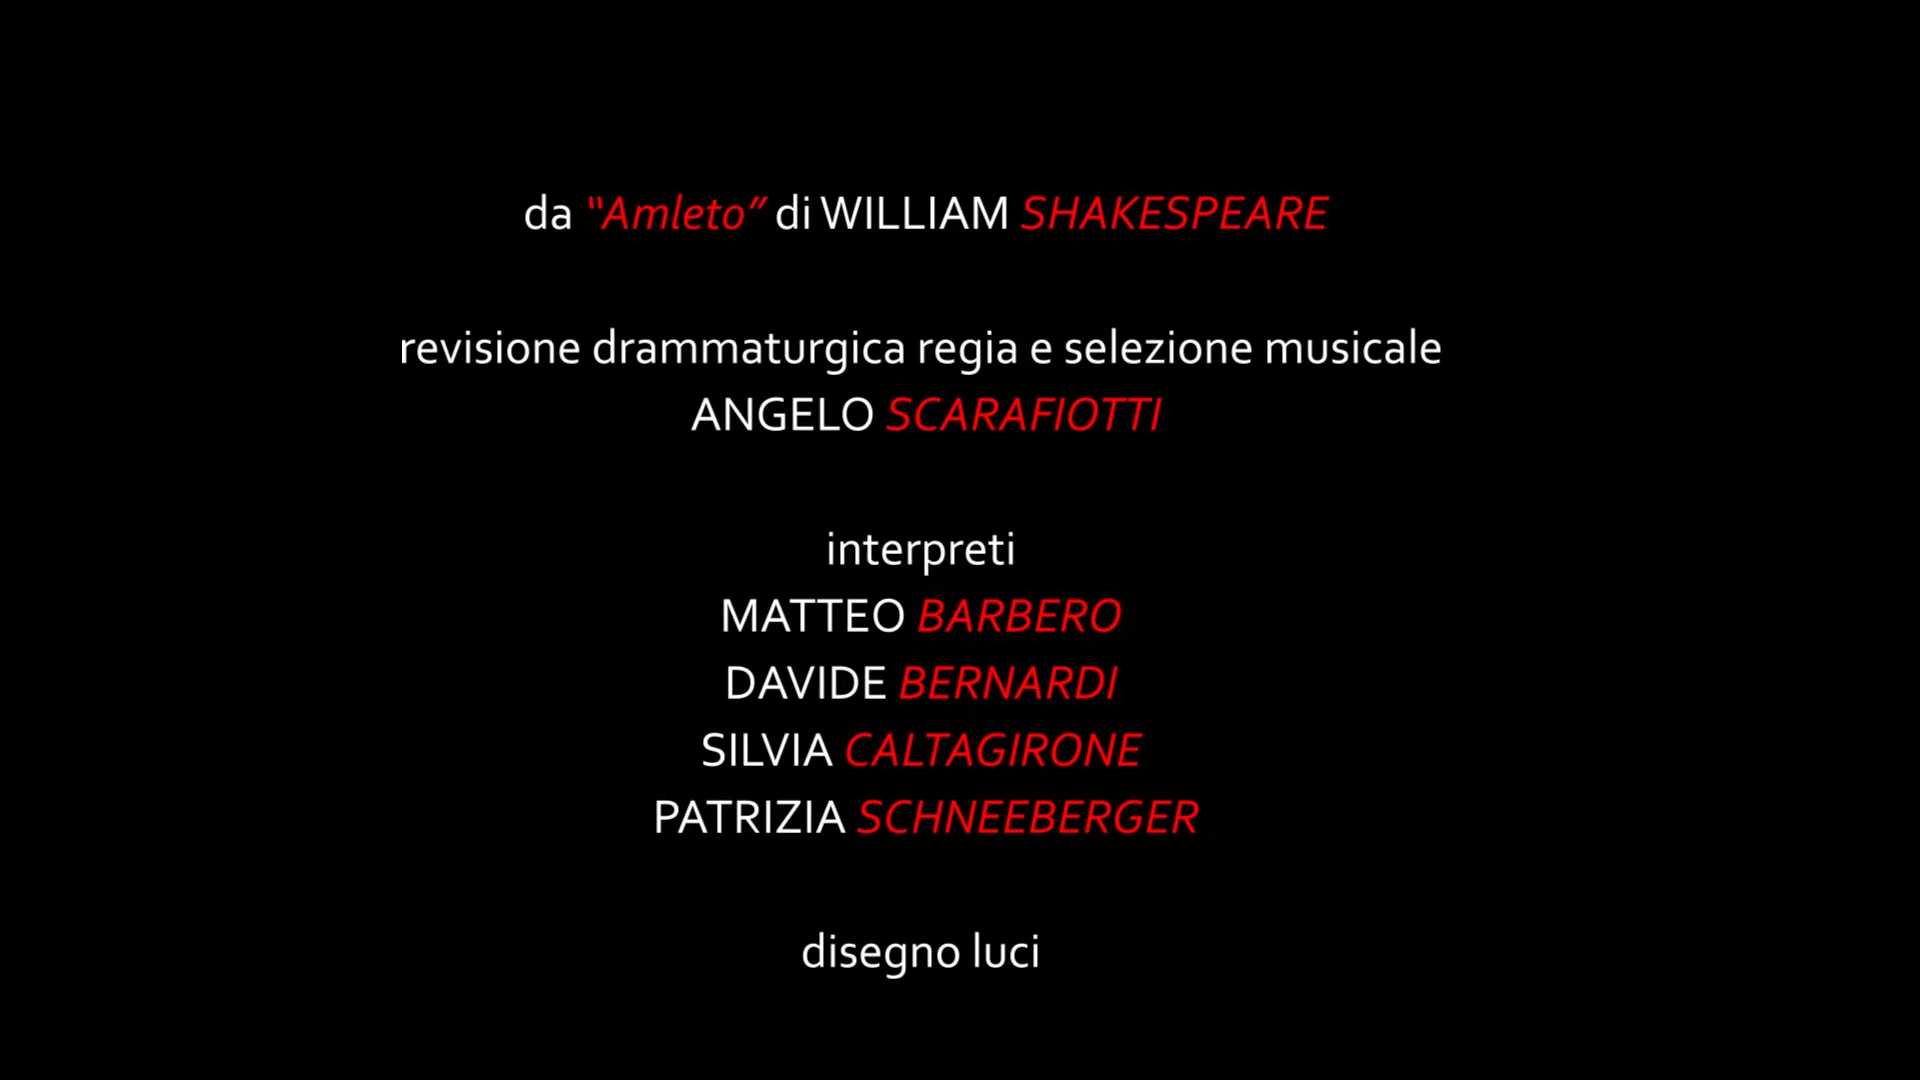 da “Amleto” di WILLIAM SHAKESPEARE
revisione drammaturgica regia e selezione musicale
ANGELO SCARAFIOTTI
interpreti
MATTEO BARBERO
DAVIDE BERNARDI
SILVIA CALTAGIRONE
PATRIZIA SCHNEEBERGER
disegno luci